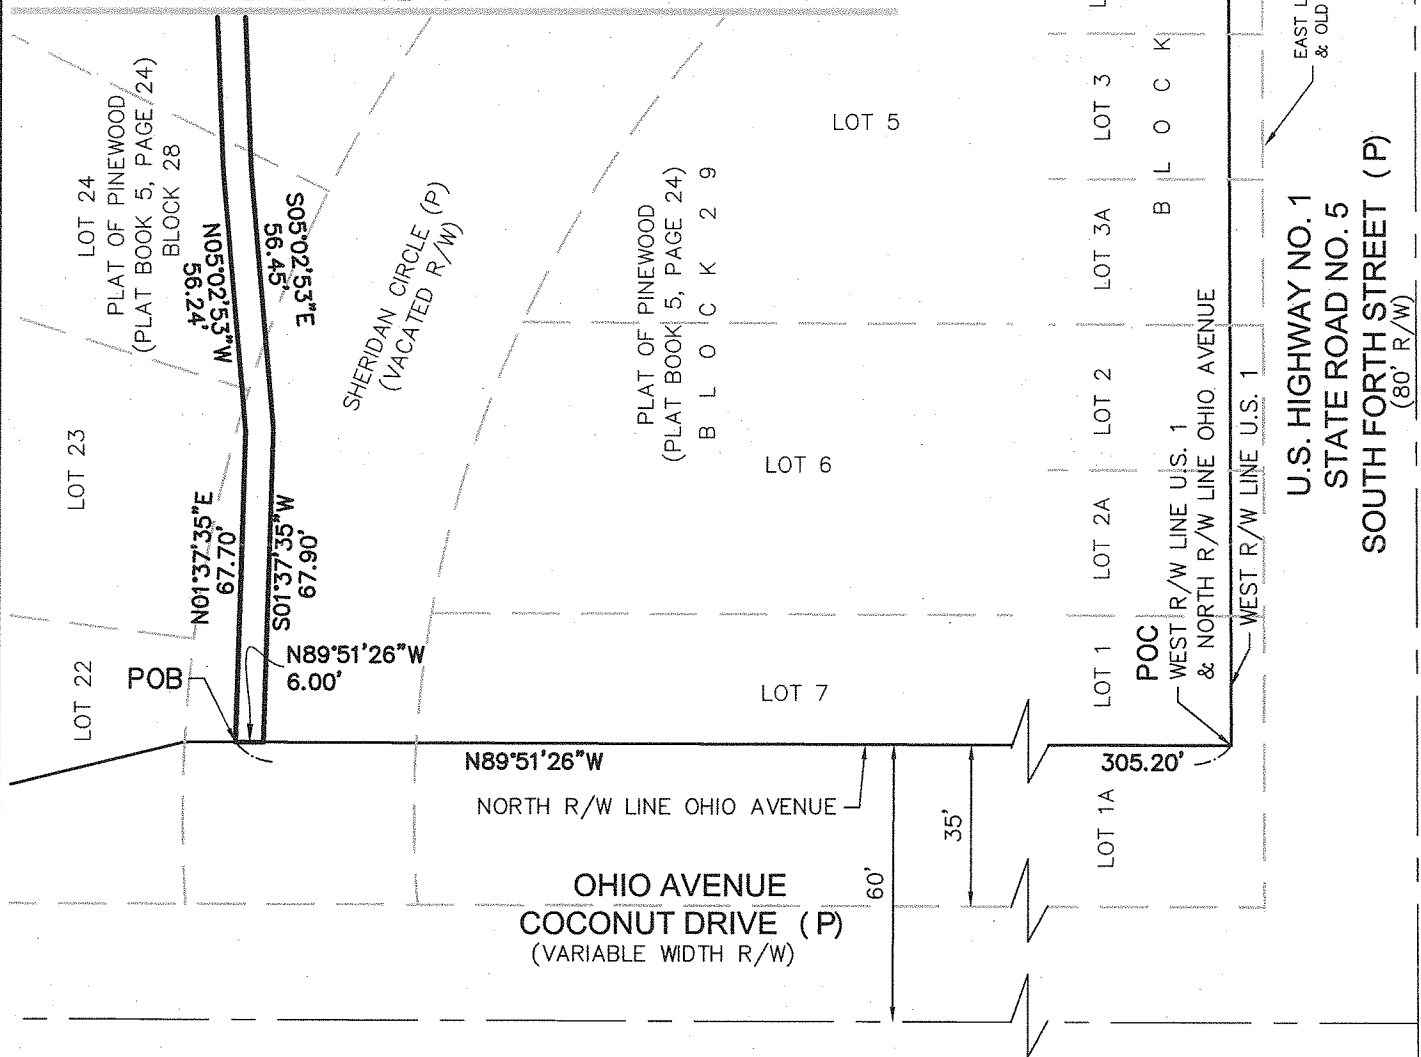 LOT 24
PLAT OF PINEWOOD
(PLAT BOOK 5, PAGE 24)
BLOCK 28
N05°02'53"W
56.24'
S05°02'53"E
56.45'
SHERIDAN CIRCLE (P)
(VACATED R/W)
LOT 5
PLAT OF PINEWOOD
(PLAT BOOK 5, PAGE 24)
B L O C K 2 9
LOT 3
B L O C K
LOT 3A
EAST L
& OLD
U.S. HIGHWAY NO. 1
STATE ROAD NO. 5
SOUTH FORTH STREET (P)
(80' R/W)
LOT 23
N01°37'35"E
67.70'
S01°37'35"W
67.90'
LOT 6
LOT 2
LOT 2A
LOT 22
POB
N89°51'26"W
6.00'
LOT 7
LOT 1
POC
WEST R/W LINE U.S. 1
& NORTH R/W LINE OHIO AVENUE
WEST R/W LINE U.S. 1
N89°51'26"W
305.20'
NORTH R/W LINE OHIO AVENUE
35'
60'
LOT 1A
OHIO AVENUE
COCONUT DRIVE (P)
(VARIABLE WIDTH R/W)